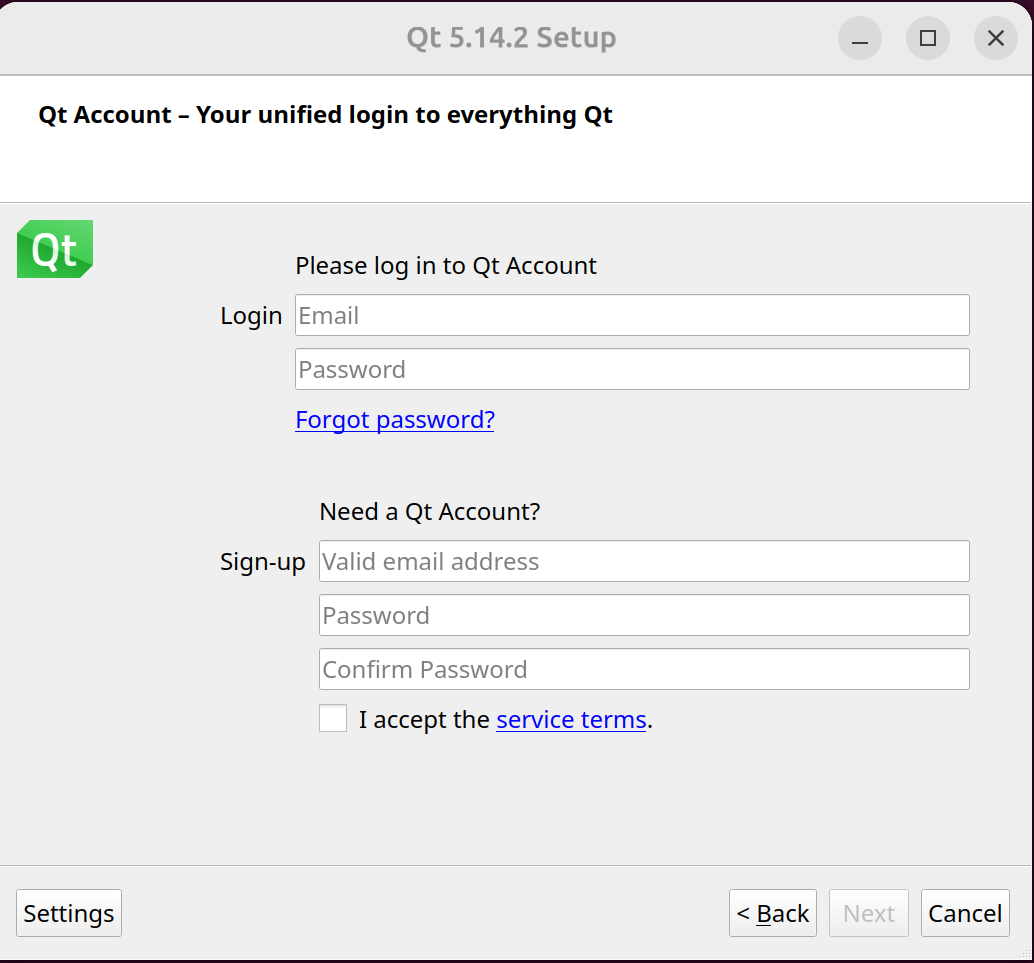 Qt 5.14.2 Setup
Qt Account – Your unified login to everything Qt
Qt
Please log in to Qt Account
Login Email
Password
Forgot password?
Need a Qt Account?
Sign-up Valid email address
Password
Confirm Password
I accept the service terms.
Settings < Back Next Cancel